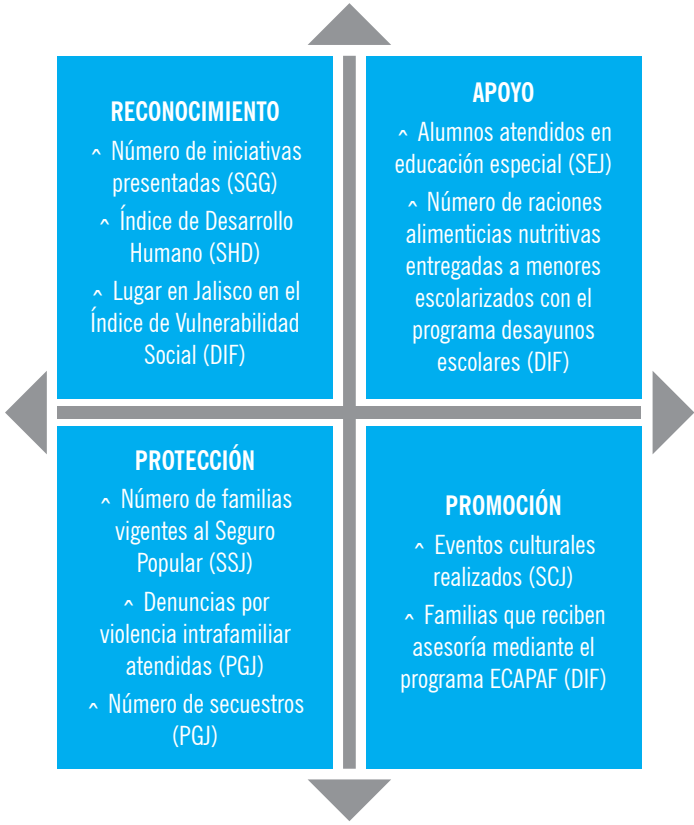 RECONOCIMIENTO
^ Número de iniciativas
presentadas (SGG)
^ Índice de Desarrollo
Humano (SHD)
^ Lugar en Jalisco en el
Índice de Vulnerabilidad
Social (DIF)
APOYO
^ Alumnos atendidos en
educación especial (SEJ)
^ Número de raciones
alimenticias nutritivas
entregadas a menores
escolarizados con el
programa desayunos
escolares (DIF)
PROTECCIÓN
^ Número de familias
vigentes al Seguro
Popular (SSJ)
^ Denuncias por
violencia intrafamiliar
atendidas (PGJ)
^ Número de secuestros
(PGJ)
PROMOCIÓN
^ Eventos culturales
realizados (SCJ)
^ Familias que reciben
asesoría mediante el
programa ECAPAF (DIF)